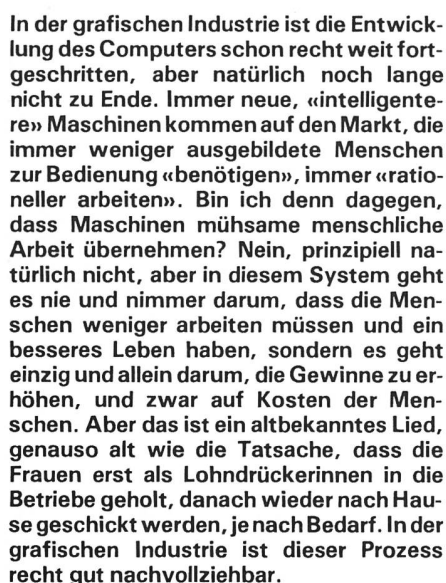 In der grafischen Industrie ist die Entwick-
lung des Computers schon recht weit fort-
geschritten, aber natürlich noch lange
nicht zu Ende. Immer neue, «intelligente-
re» Maschinen kommen auf den Markt, die
immer weniger ausgebildete Menschen
zur Bedienung «benötigen», immer «ratio-
neller arbeiten». Bin ich denn dagegen,
dass Maschinen mühsame menschliche
Arbeit übernehmen? Nein, prinzipiell na-
türlich nicht, aber in diesem System geht
es nie und nimmer darum, dass die Men-
schen weniger arbeiten müssen und ein
besseres Leben haben, sondern es geht
einzig und allein darum, die Gewinne zu er-
höhen, und zwar auf Kosten der Men-
schen. Aber das ist ein altbekanntes Lied,
genauso alt wie die Tatsache, dass die
Frauen erst als Lohndrückerinnen in die
Betriebe geholt, danach wieder nach Hau-
se geschickt werden, je nach Bedarf. In der
grafischen Industrie ist dieser Prozess
recht gut nachvollziehbar.